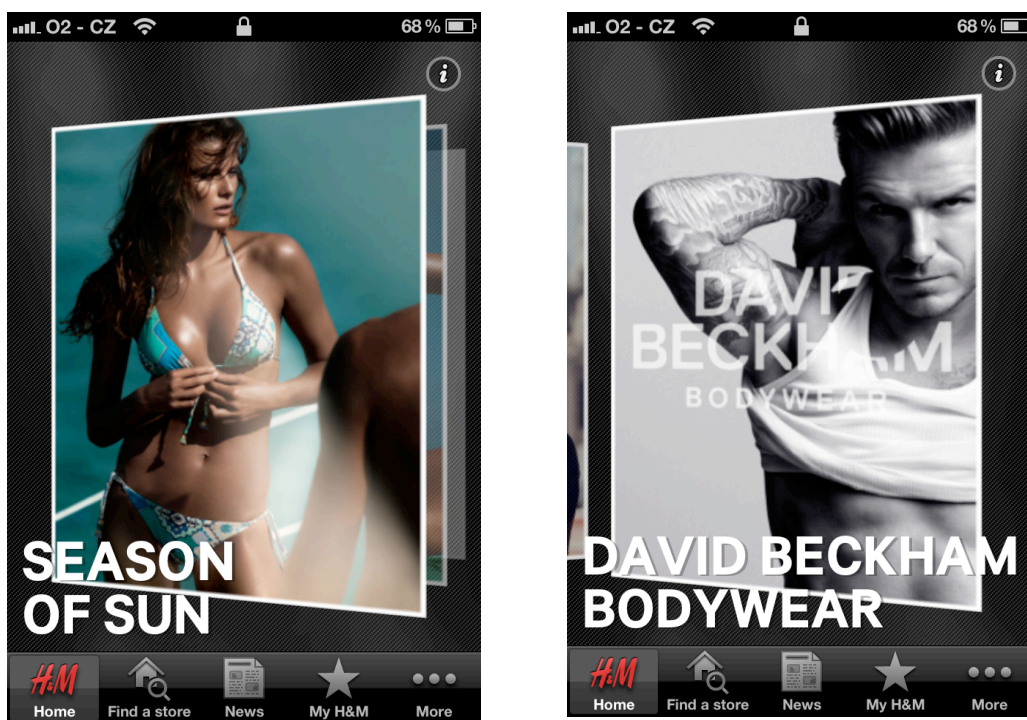 O2 - CZ 68 %
i
SEASON
OF SUN
H&M
Home Find a store News My H&M More
O2 - CZ 68 %
i
DAVID
BECKHAM
BODYWEAR
DAVID BECKHAM
BODYWEAR
H&M
Home Find a store News My H&M More